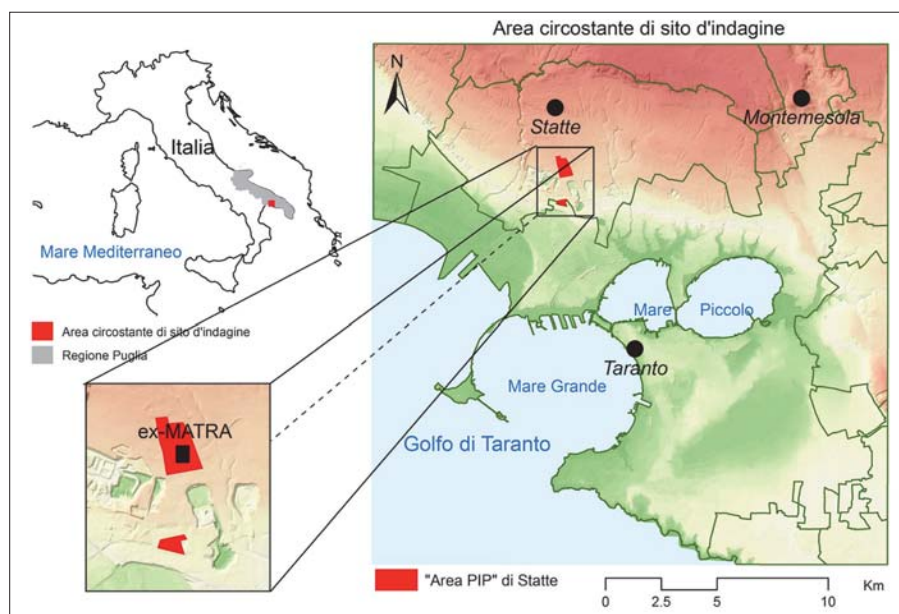 Area circostante di sito d'indagine
N
Statte
Montemesola
Italia
Mare Mediterraneo
Area circostante di sito d'indagine
Regione Puglia
Mare
Piccolo
Taranto
Mare Grande
Golfo di Taranto
ex-MATRA
"Area PIP" di Statte
Km
0 2.5 5 10